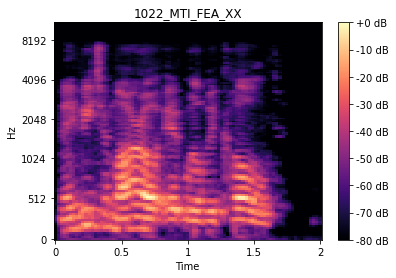 1022_MTI_FEA_XX
+0 dB
8192
-10 dB
4096
-20 dB
-30 dB
2048
Hz
-40 dB
1024
-50 dB
512
-60 dB
-70 dB
0
-80 dB
0
0.5
1
1.5
2
Time